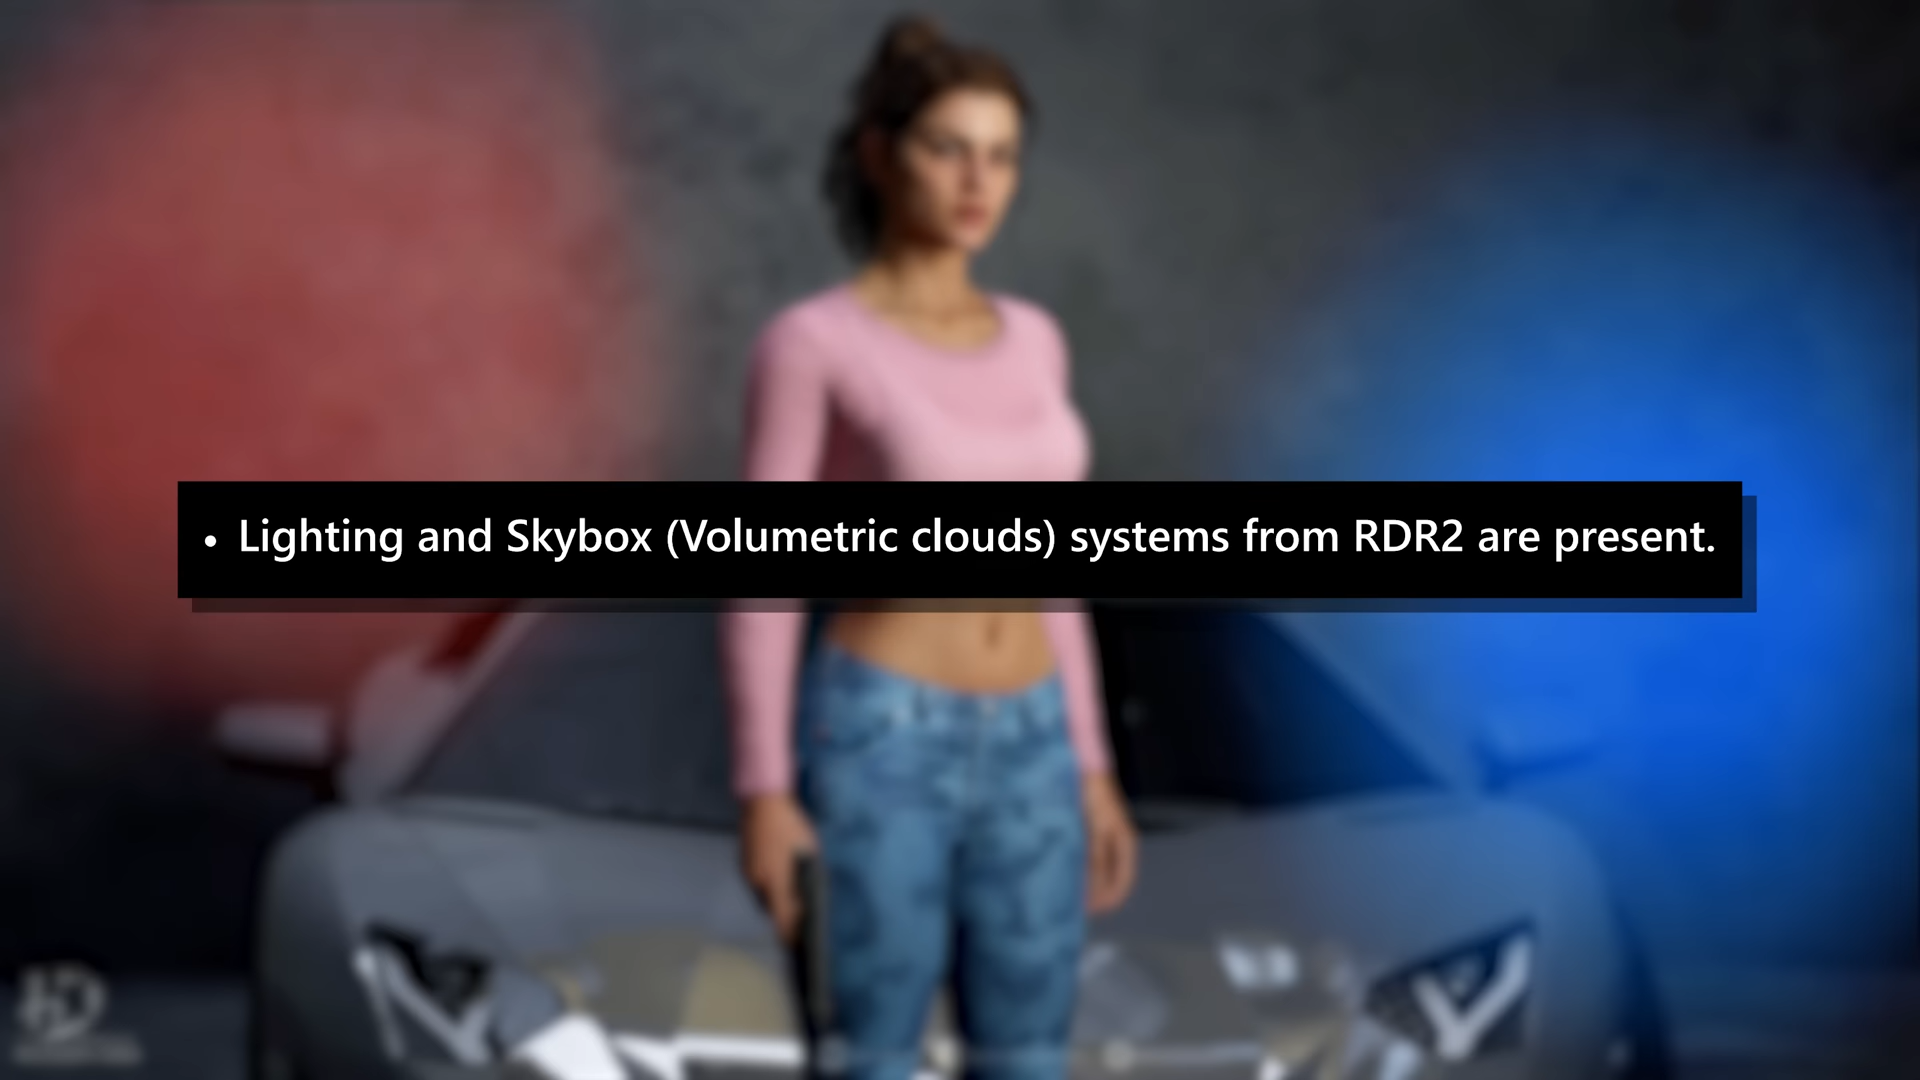 • Lighting and Skybox (Volumetric clouds) systems from RDR2 are present.